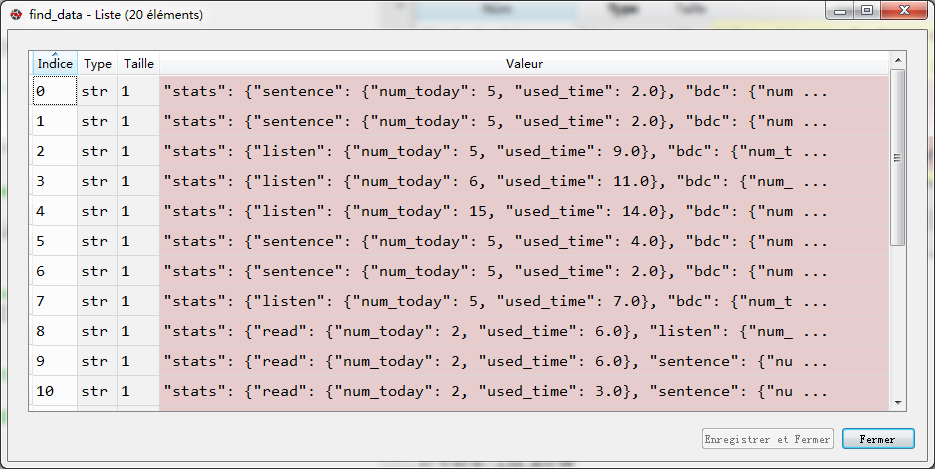 find_data - Liste (20 éléments)
Indice Type Taille Valeur
0 str 1 "stats": {"sentence": {"num_today": 5, "used_time": 2.0}, "bdc": {"num ...
1 str 1 "stats": {"sentence": {"num_today": 5, "used_time": 2.0}, "bdc": {"num ...
2 str 1 "stats": {"listen": {"num_today": 5, "used_time": 9.0}, "bdc": {"num_t ...
3 str 1 "stats": {"listen": {"num_today": 6, "used_time": 11.0}, "bdc": {"num_ ...
4 str 1 "stats": {"listen": {"num_today": 15, "used_time": 14.0}, "bdc": {"num ...
5 str 1 "stats": {"sentence": {"num_today": 5, "used_time": 4.0}, "bdc": {"num ...
6 str 1 "stats": {"sentence": {"num_today": 5, "used_time": 2.0}, "bdc": {"num ...
7 str 1 "stats": {"listen": {"num_today": 5, "used_time": 7.0}, "bdc": {"num_t ...
8 str 1 "stats": {"read": {"num_today": 2, "used_time": 6.0}, "listen": {"num_ ...
9 str 1 "stats": {"read": {"num_today": 2, "used_time": 6.0}, "sentence": {"nu ...
10 str 1 "stats": {"read": {"num_today": 2, "used_time": 3.0}, "sentence": {"nu ...
Enregistrer et Fermer Fermer